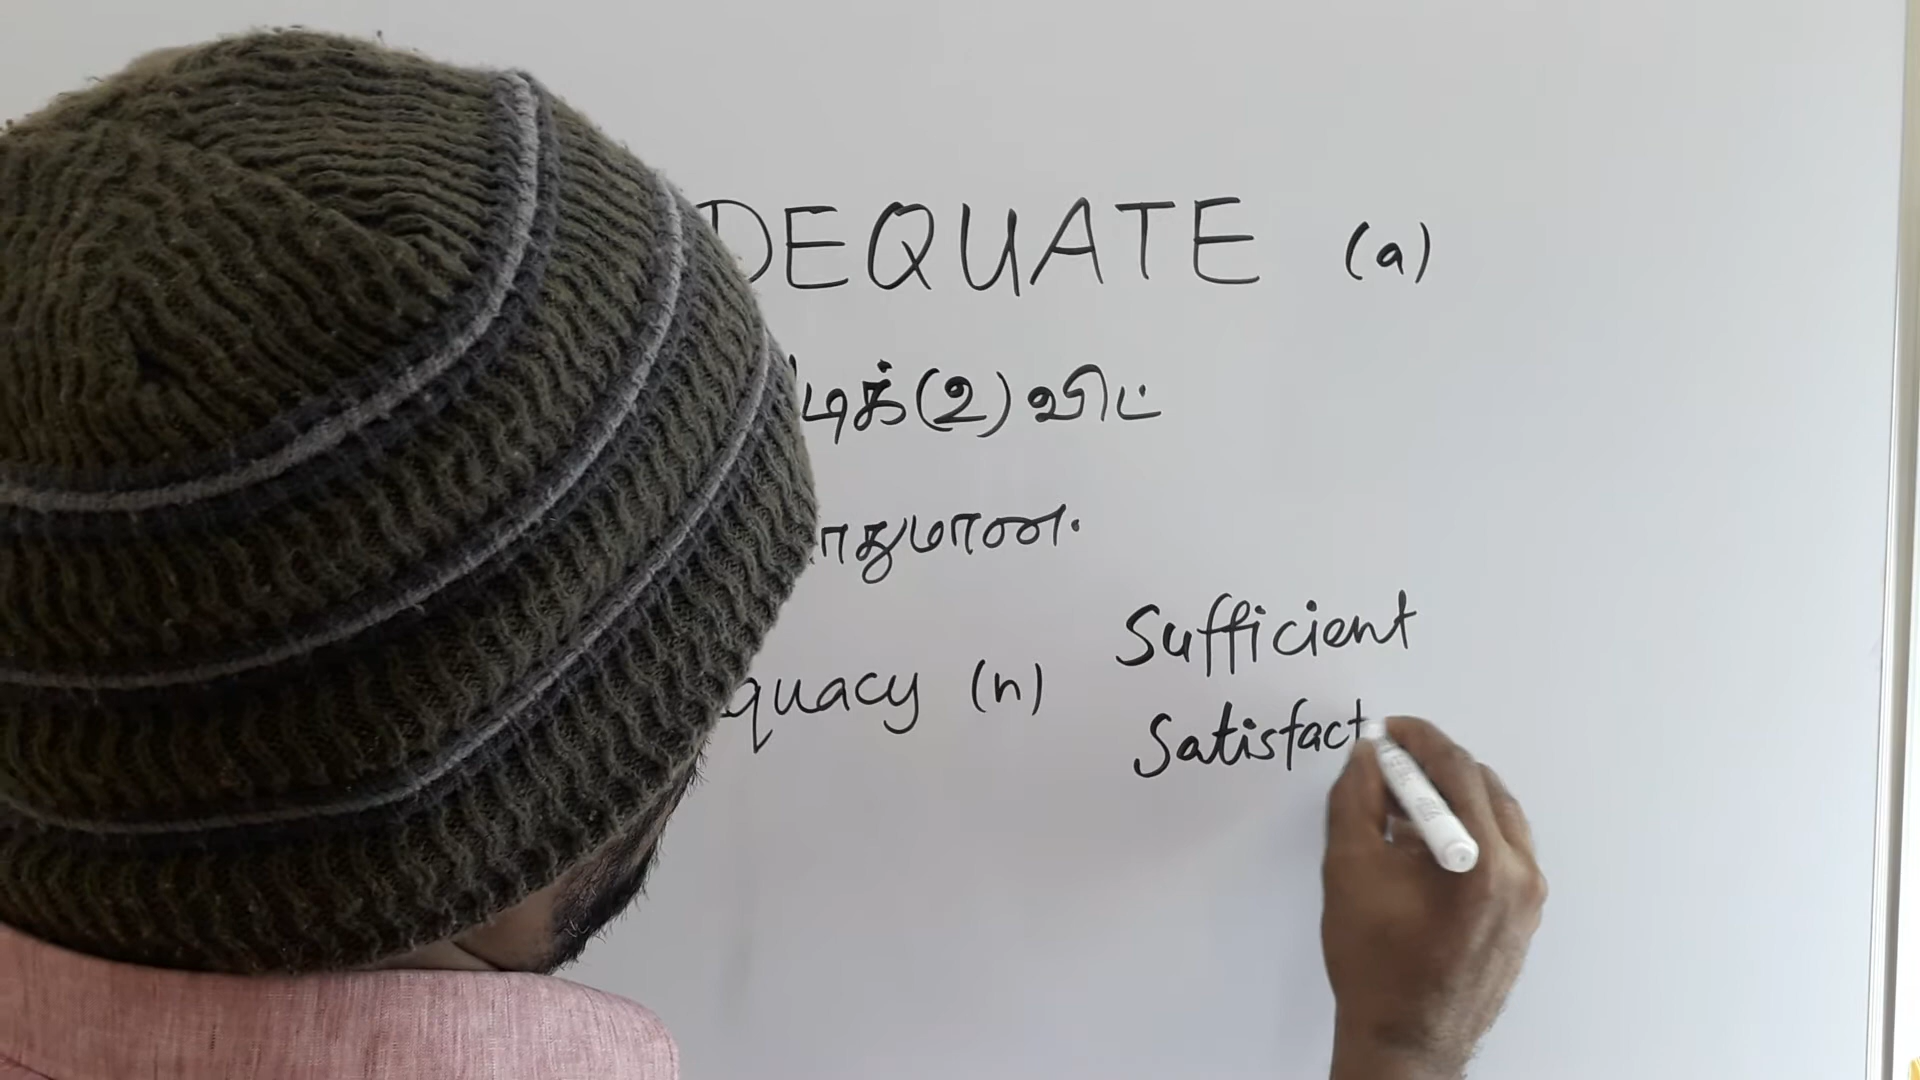 DEQUATE (a)
டிக்(உ)விட்
துமான.
Sufficient
quacy (n)
Satisfact